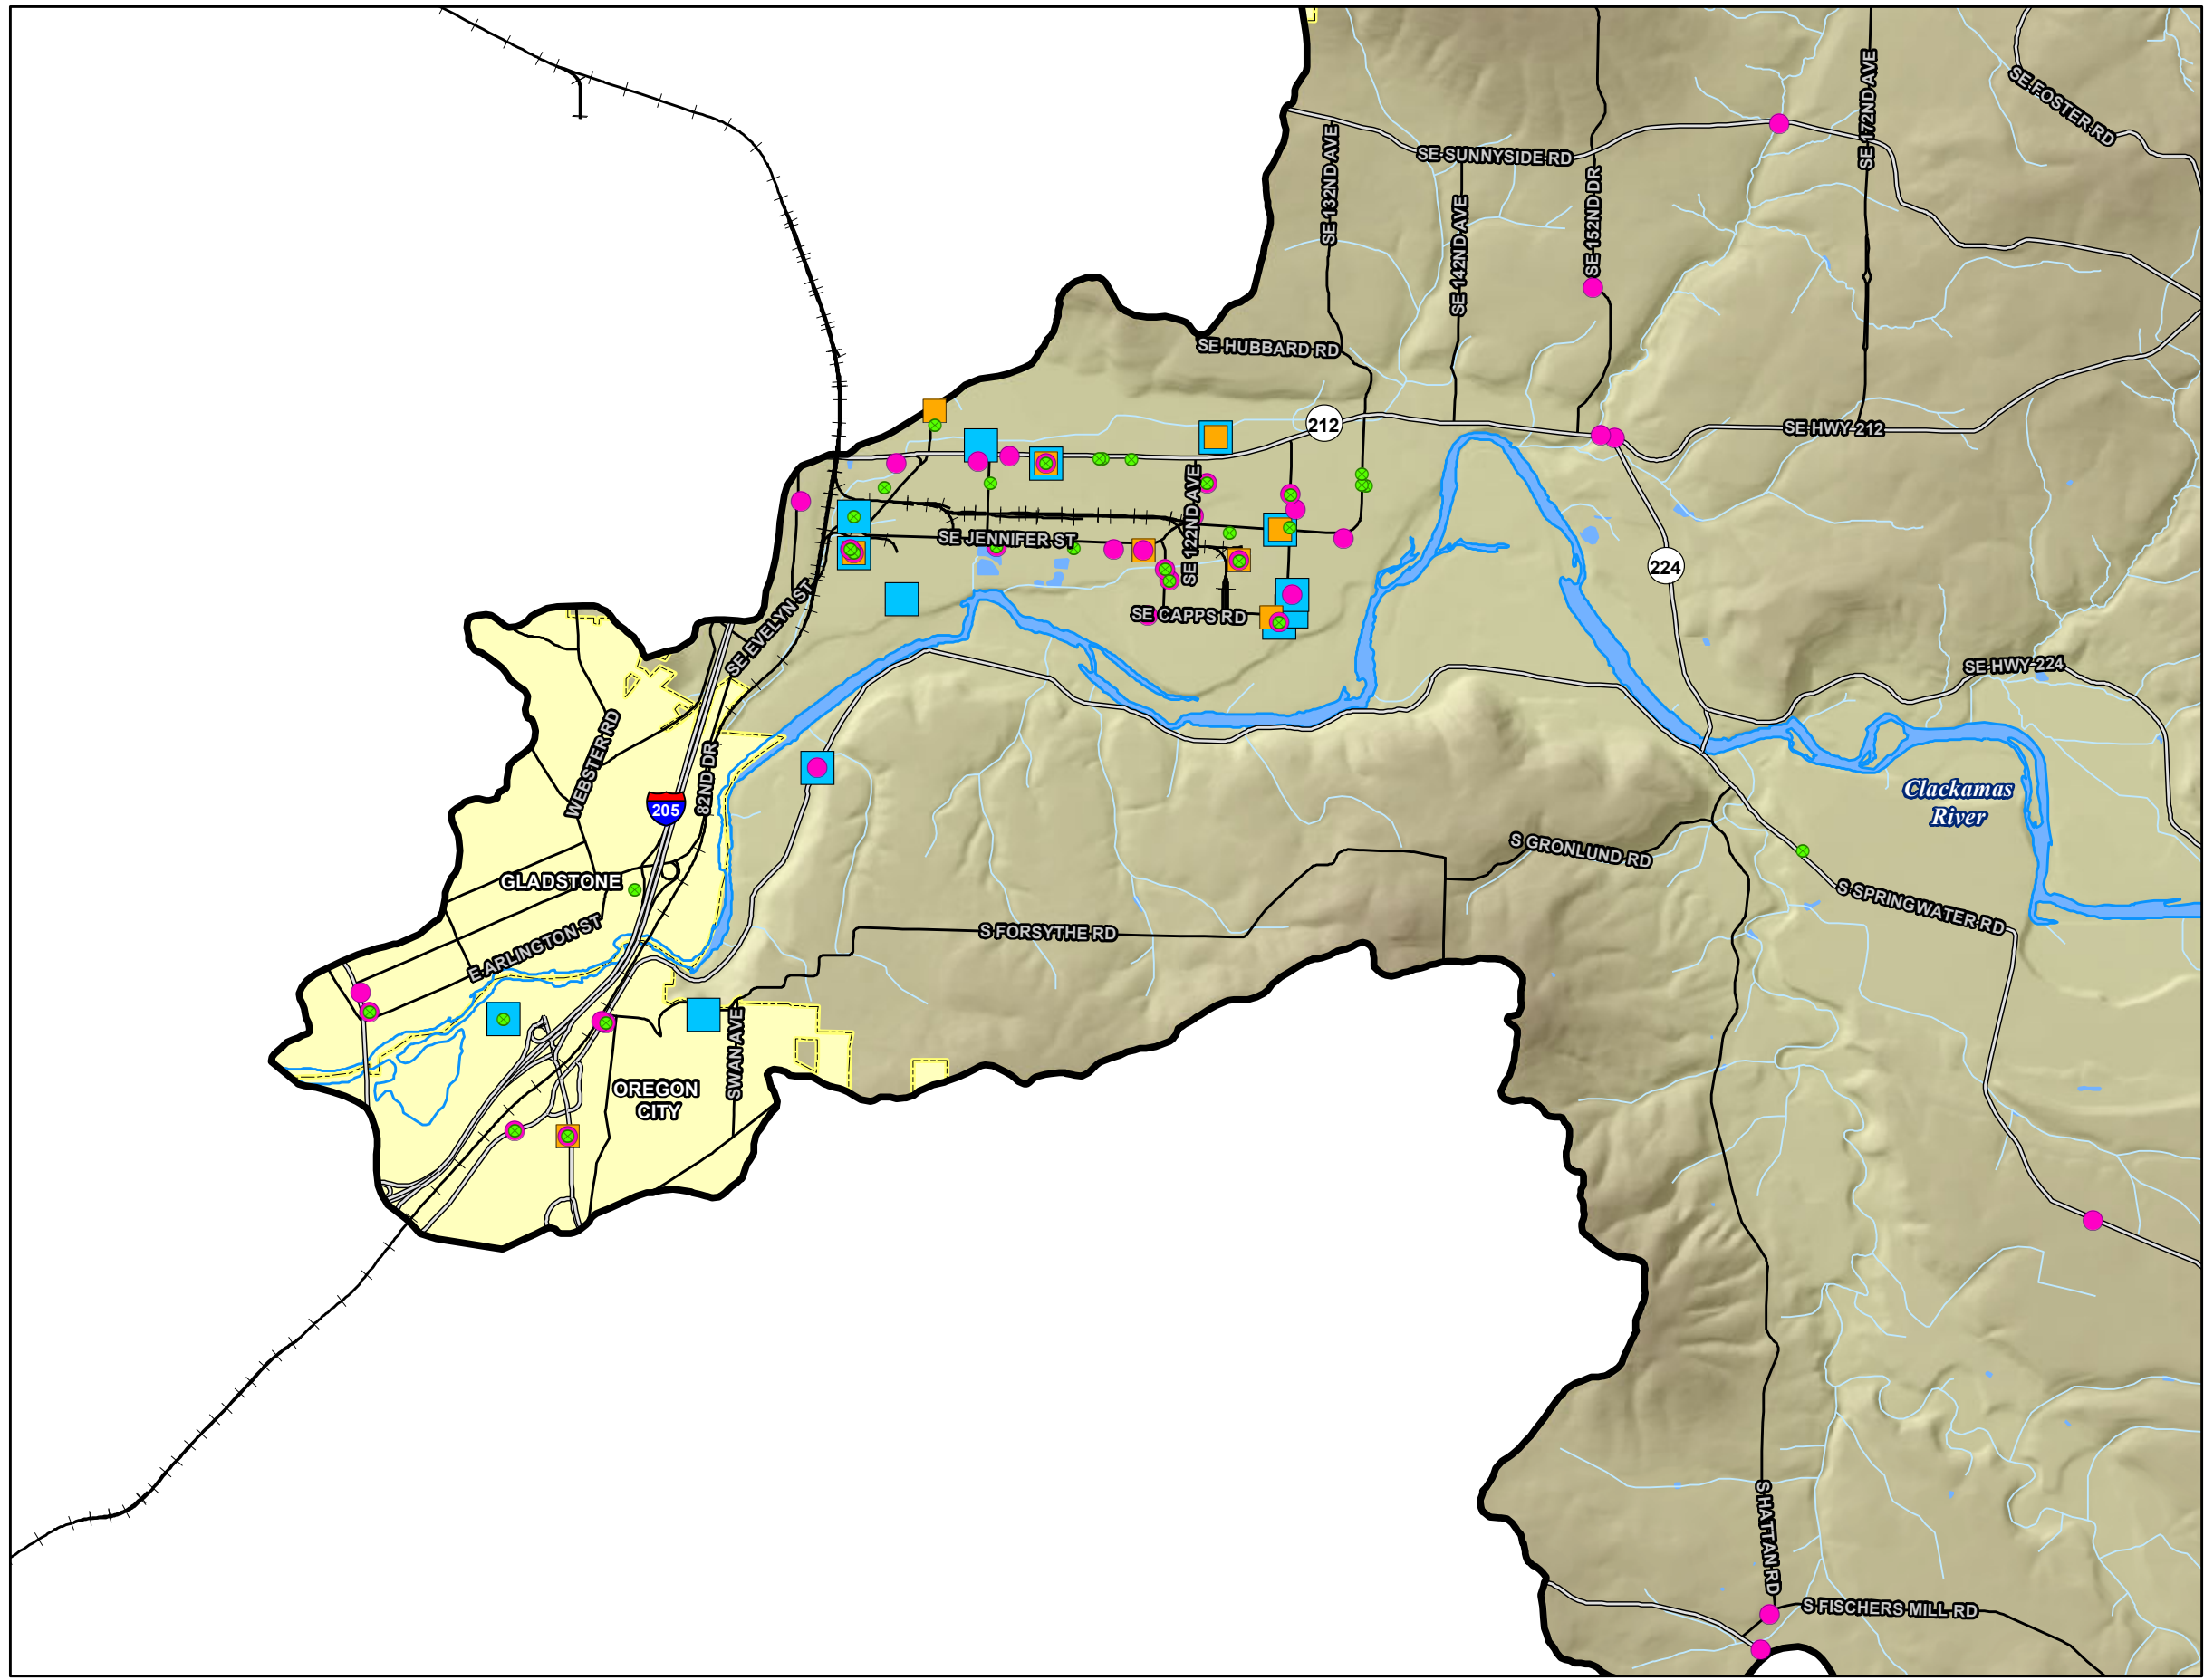 SE FOSTER RD
SE 172ND AVE
SE SUNNYSIDE RD
SE 132ND AVE
SE 142ND AVE
SE 152ND DR
SE HUBBARD RD
212
SE HWY 212
SE 122ND AVE
SE JENNIFER ST
224
SE CAPPS RD
SE EVELYN ST
SE HWY 224
WEBSTER RD
82ND DR
205
Clackamas
River
S GRONLUND RD
GLADSTONE
S SPRINGWATER RD
E ARLINGTON ST
S FORSYTHE RD
SWAN AVE
OREGON
CITY
S HATTAN RD
S FISCHERS MILL RD